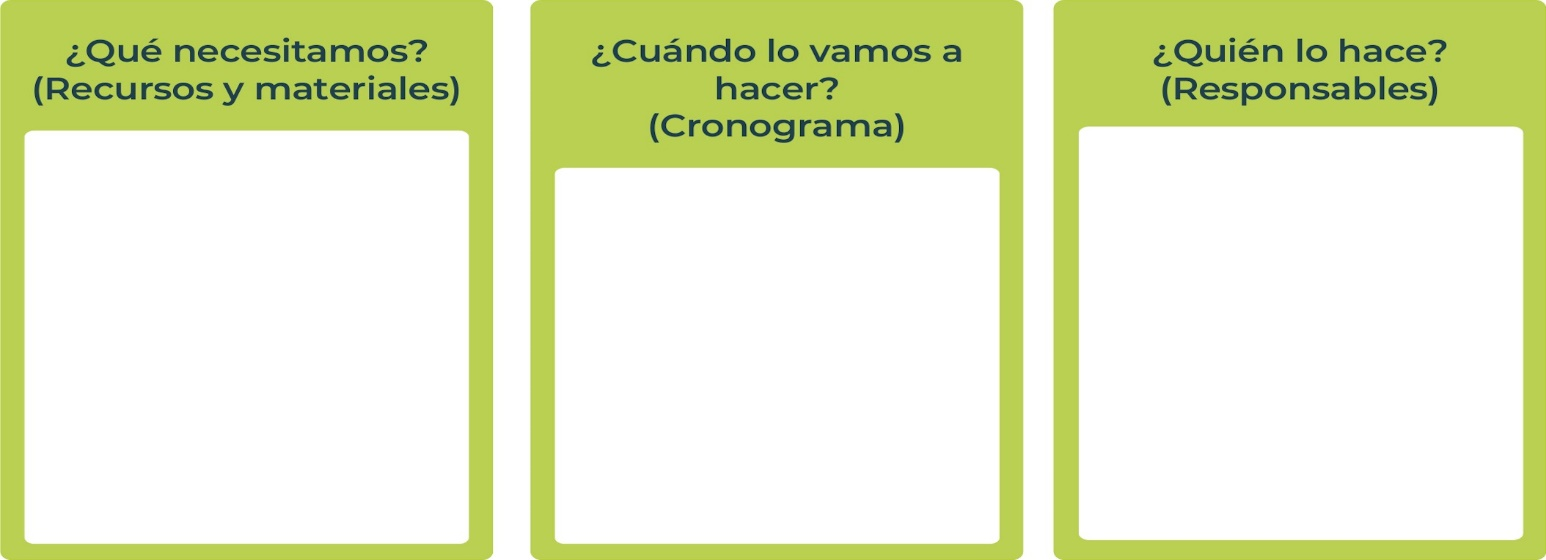 ¿Qué necesitamos?
(Recursos y materiales)
¿Cuándo lo vamos a
hacer?
(Cronograma)
¿Quién lo hace?
(Responsables)